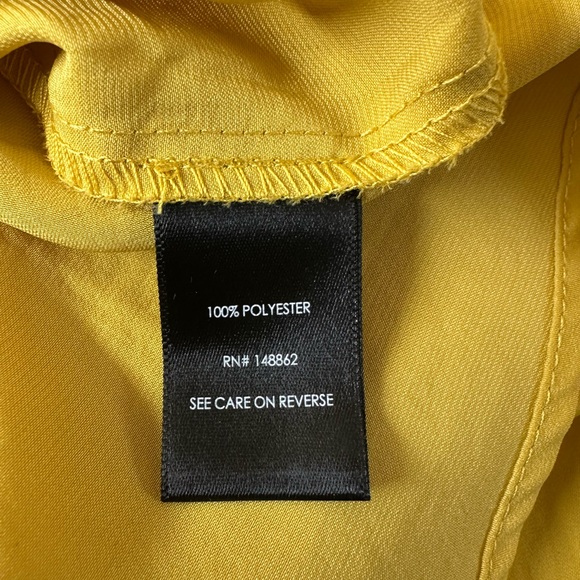 100% POLYESTER
RN# 148862
SEE CARE ON REVERSE